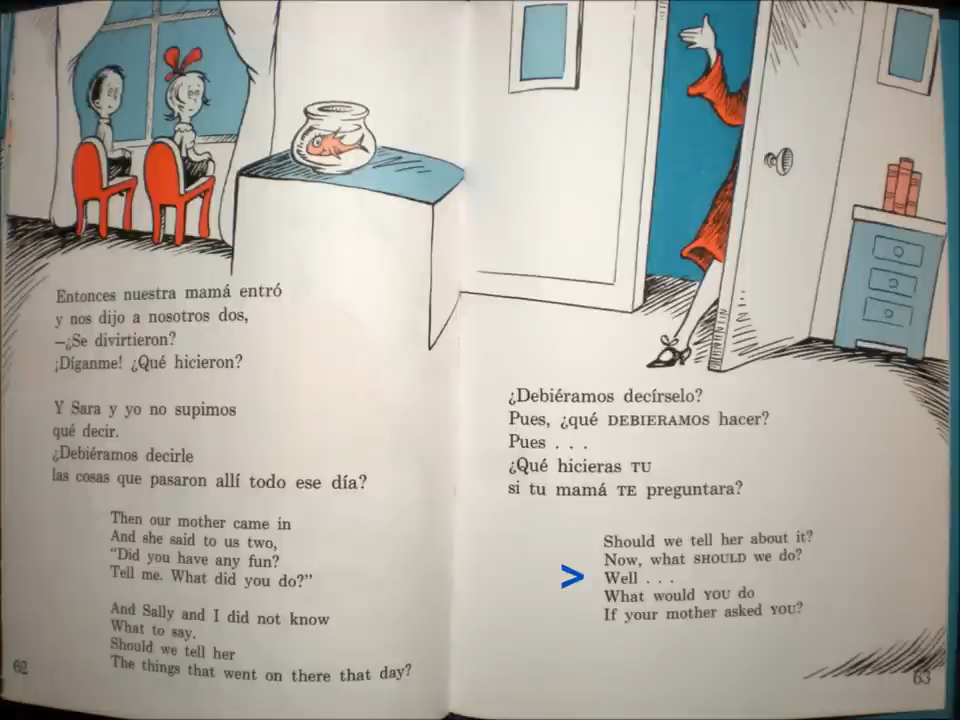 Entonces nuestra mamá entró
y nos dijo a nosotros dos,
—¿Se divirtieron?
¡Díganme! ¿Qué hicieron?
Y Sara y yo no supimos
qué decir.
¿Debiéramos decirle
las cosas que pasaron allí todo ese día?
Then our mother came in
And she said to us two,
“Did you have any fun?
Tell me. What did you do?”
And Sally and I did not know
What to say.
Should we tell her
The things that went on there that day?
62
¿Debiéramos decírselo?
Pues, ¿qué DEBIERAMOS hacer?
Pues . . .
¿Qué hicieras TU
si tu mamá TE preguntara?
Should we tell her about it?
Now, what SHOULD we do?
> Well . . .
What would YOU do
If your mother asked YOU?
63